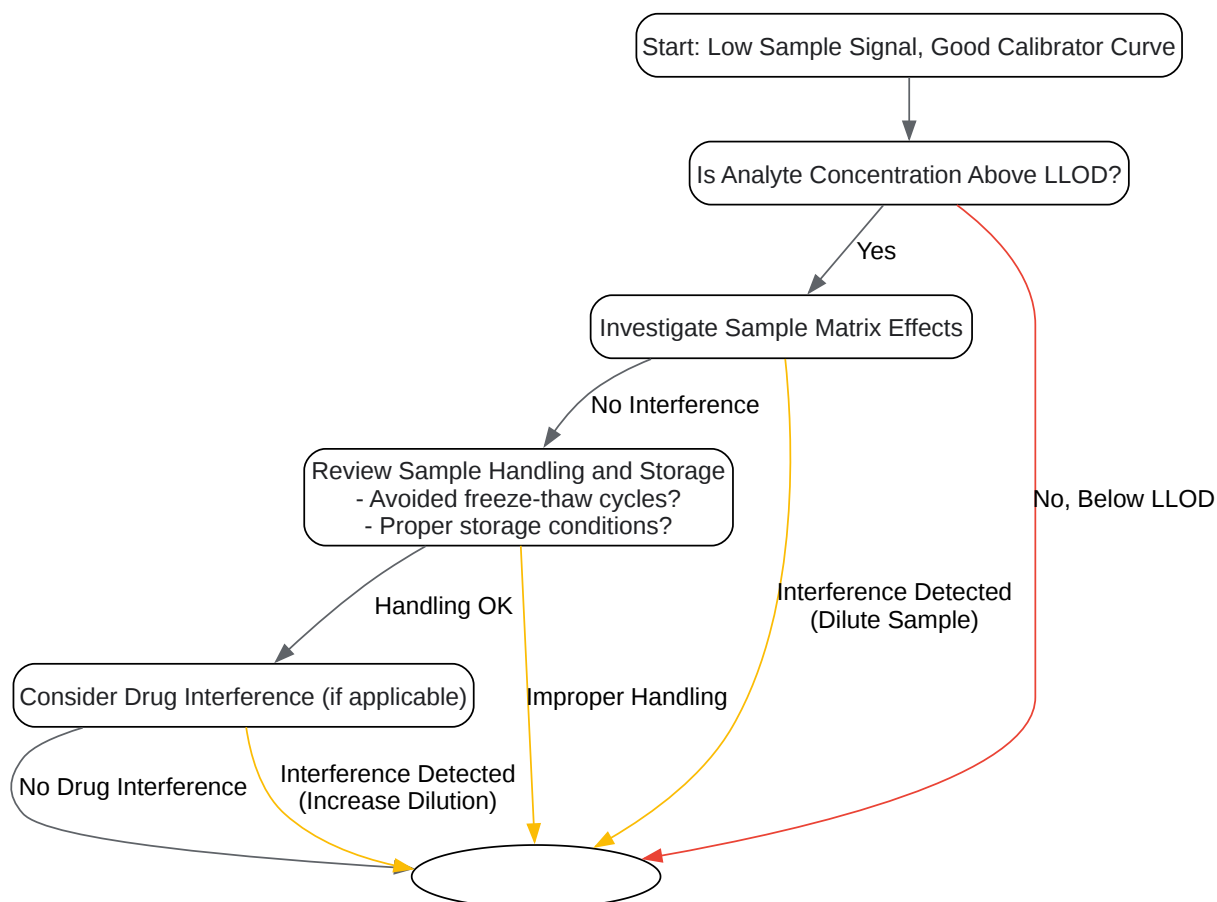 Start: Low Sample Signal, Good Calibrator Curve
Is Analyte Concentration Above LLOD?
Yes
Investigate Sample Matrix Effects
No Interference
Review Sample Handling and Storage
- Avoided freeze-thaw cycles?
- Proper storage conditions?
No, Below LLOD
Interference Detected
(Dilute Sample)
Handling OK
Consider Drug Interference (if applicable)
Improper Handling
No Drug Interference
Interference Detected
(Increase Dilution)